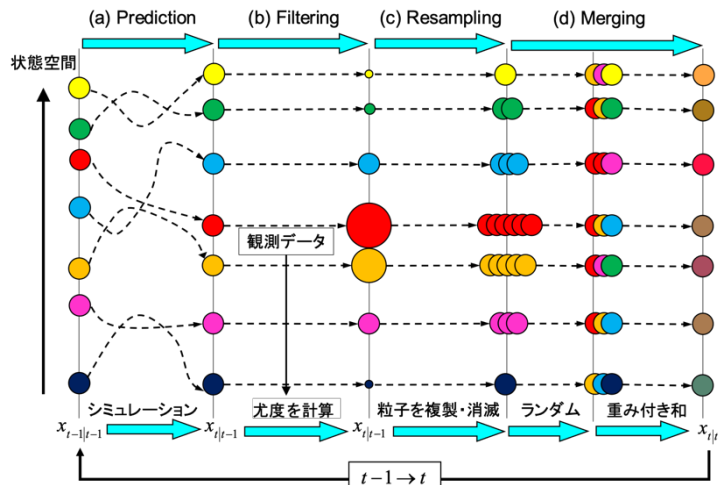 (a) Prediction
(b) Filtering
(c) Resampling
(d) Merging
状態空間
観測データ
シミュレーション
尤度を計算
粒子を複製・消滅
ランダム
重み付き和
x_{t-1|t-1}
x_{t|t-1}
x_{t|t-1}
x_{t|t}
t-1→t